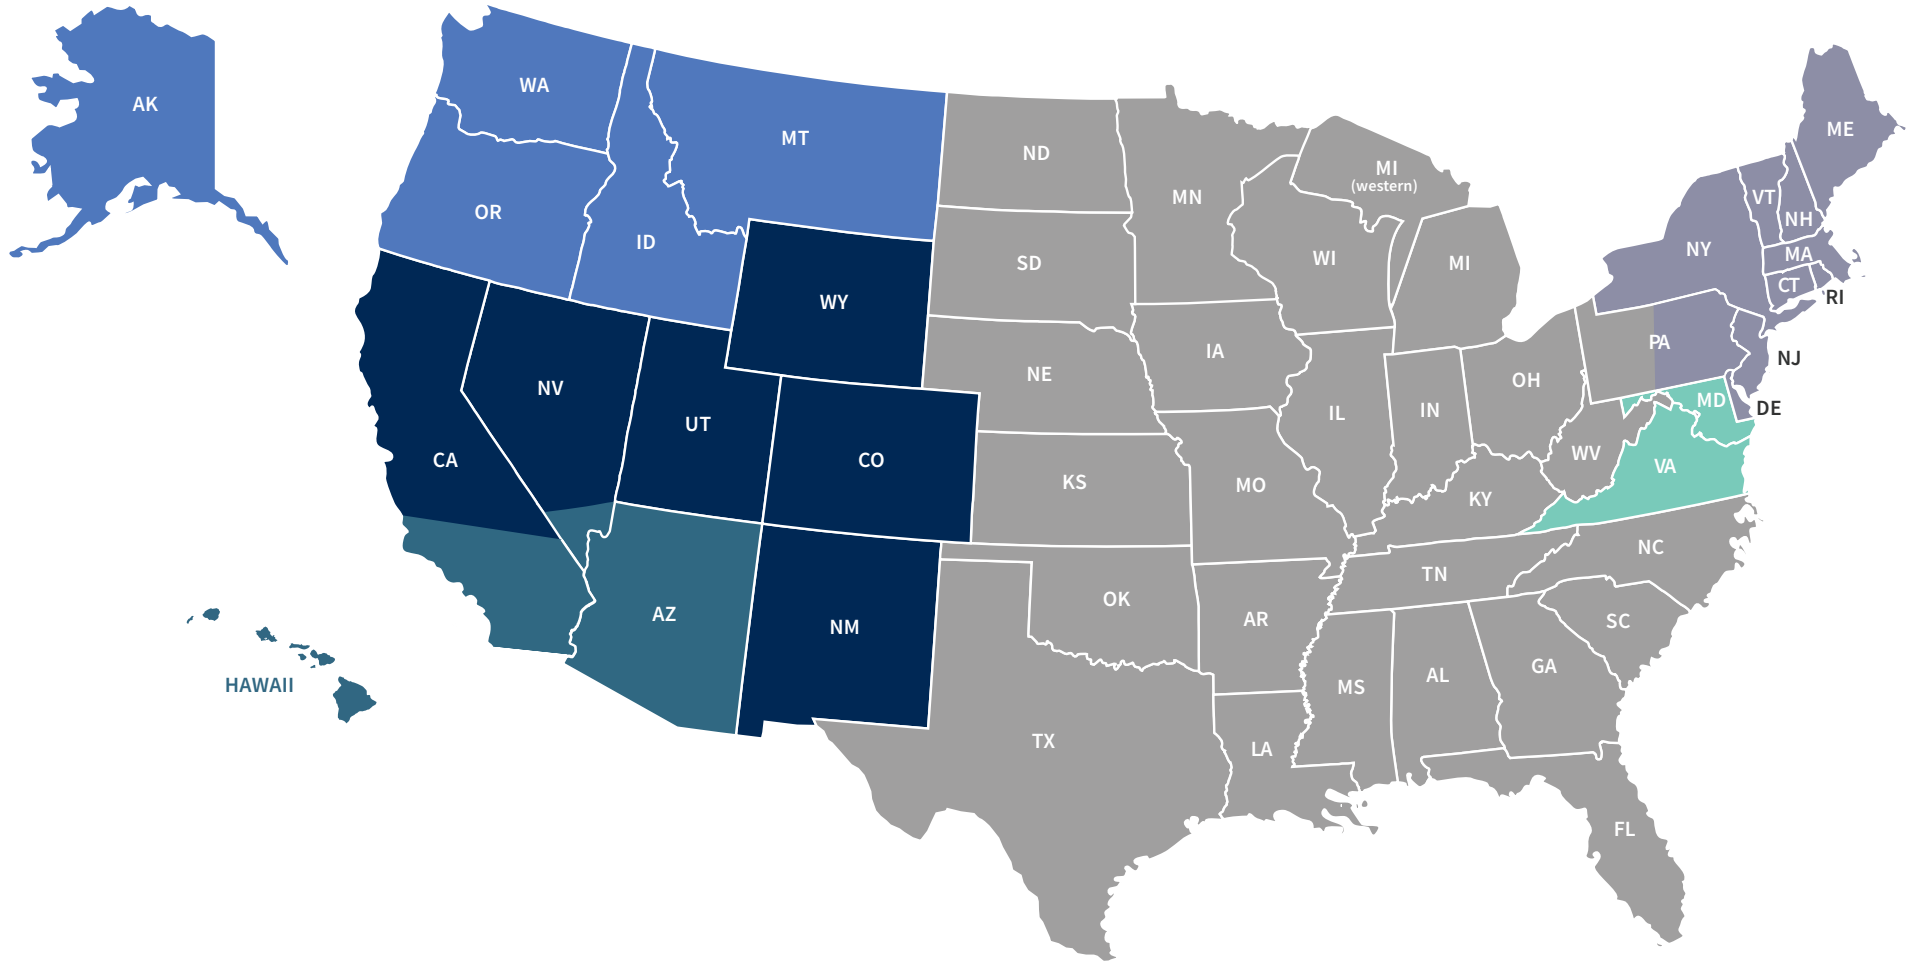 AK
WA
MT
OR
ID
WY
NV
UT
CA
CO
AZ
NM
HAWAII
ND
MN
MI
(western)
SD
WI
MI
NE
IA
IL
IN
OH
KS
MO
KY
WV
VA
OK
AR
TN
NC
SC
MS
AL
GA
TX
LA
FL
ME
VT
NH
NY
MA
CT
RI
PA
NJ
MD
DE